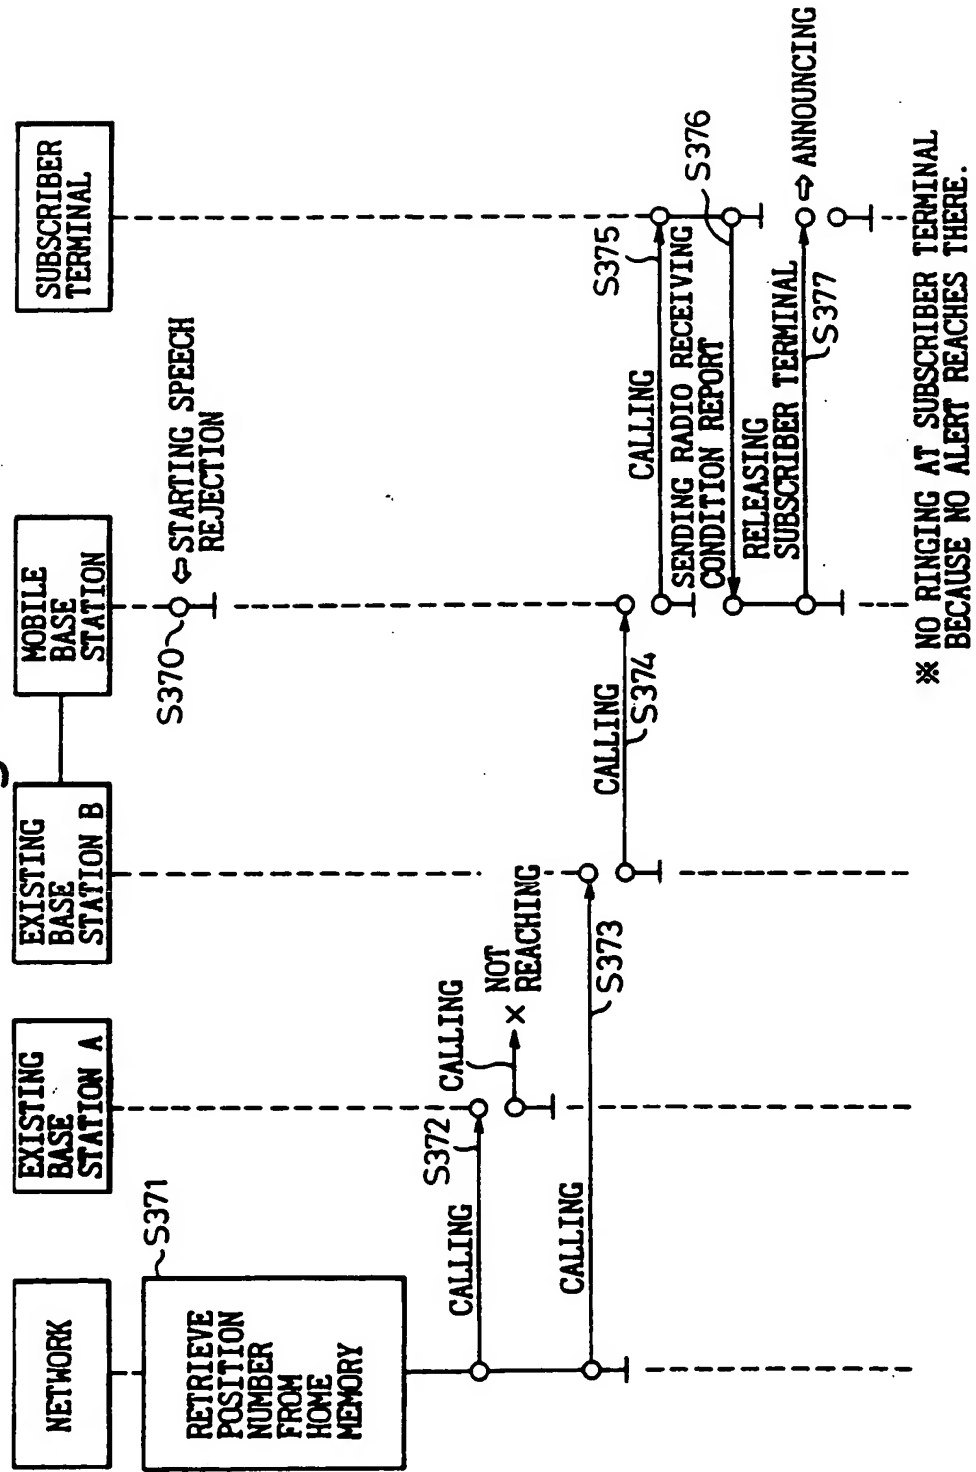 NETWORK
EXISTING
BASE
STATION A
EXISTING
BASE
STATION B
MOBILE
BASE
STATION
SUBSCRIBER
TERMINAL
S371
RETRIEVE
POSITION
NUMBER
FROM
HOME
MEMORY
S370
⇦ STARTING SPEECH
REJECTION
CALLING
S372
CALLING
× NOT
REACHING
CALLING
S373
CALLING
S374
CALLING
S375
SENDING RADIO RECEIVING
CONDITION REPORT
S376
RELEASING
SUBSCRIBER TERMINAL
S377
⇨ ANNOUNCING
※ NO RINGING AT SUBSCRIBER TERMINAL
BECAUSE NO ALERT REACHES THERE.